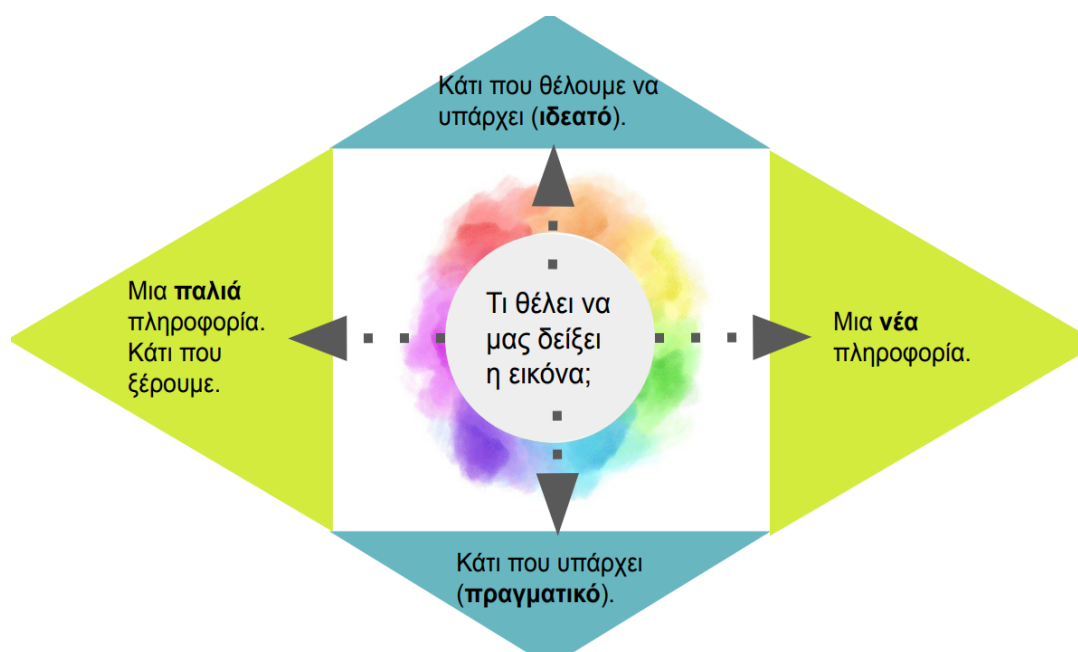 Κάτι που θέλουμε να
υπάρχει (ιδεατό).
Μια παλιά
πληροφορία.
Κάτι που
ξέρουμε.
Τι θέλει να
μας δείξει
η εικόνα;
Μια νέα
πληροφορία.
Κάτι που υπάρχει
(πραγματικό).